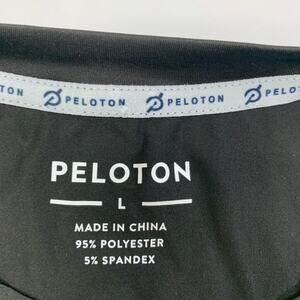 PELOTON PELOTON PELOTON
PELOTON
L
MADE IN CHINA
95% POLYESTER
5% SPANDEX